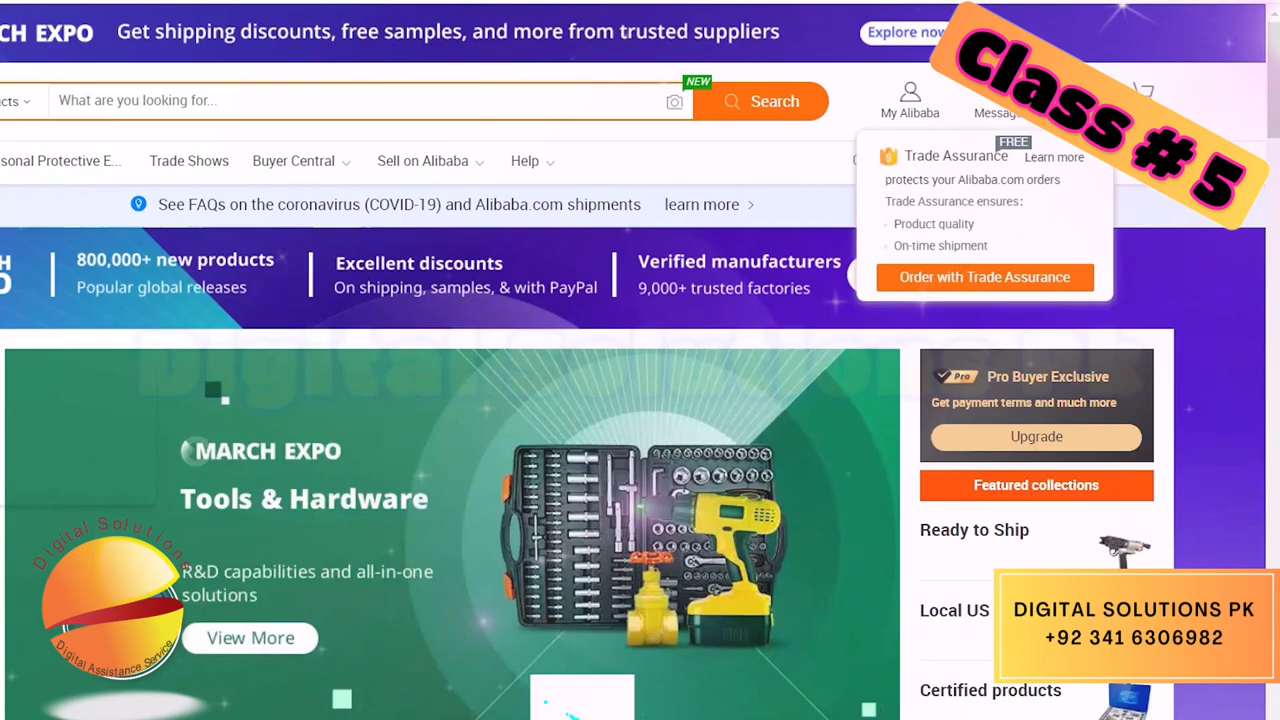 CH EXPO
Get shipping discounts, free samples, and more from trusted suppliers
Explore now
Class # 5
cts
What are you looking for...
NEW
Search
My Alibaba
Messag
sonal Protective E...
Trade Shows
Buyer Central
Sell on Alibaba
Help
FREE
Trade Assurance
Learn more
protects your Alibaba.com orders
Trade Assurance ensures:
Product quality
On-time shipment
Order with Trade Assurance
See FAQs on the coronavirus (COVID-19) and Alibaba.com shipments
learn more
800,000+ new products
Popular global releases
Excellent discounts
On shipping, samples, & with PayPal
Verified manufacturers
9,000+ trusted factories
Digital Solutions
MARCH EXPO
Tools & Hardware
R&D capabilities and all-in-one
solutions
View More
Pro
Pro Buyer Exclusive
Get payment terms and much more
Upgrade
Featured collections
Ready to Ship
Local US
Certified products
Digital Solutions
Digital Assistance Service
DIGITAL SOLUTIONS PK
+92 341 6306982